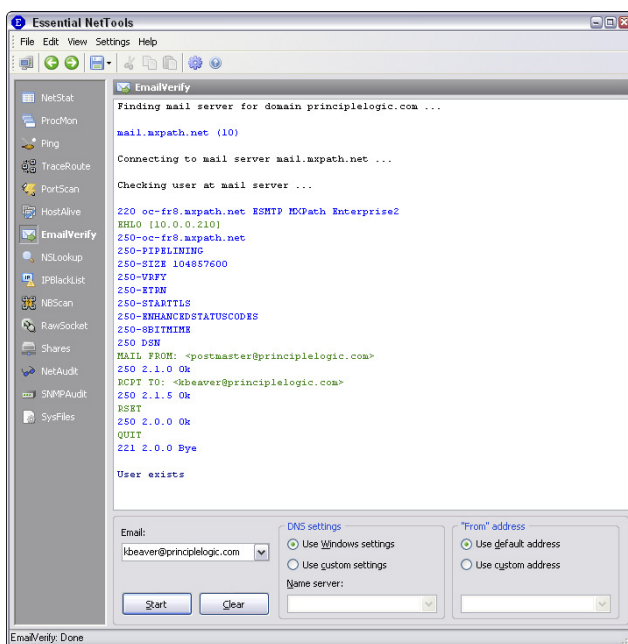 Essential NetTools
File Edit View Settings Help
NetStat
ProcMon
Ping
TraceRoute
PortScan
HostAlive
EmailVerify
NSLookup
IPBlackList
NBScan
RawSocket
Shares
NetAudit
SNMPAudit
SysFiles
EmailVerify
Finding mail server for domain principlelogic.com ...
mail.mxpath.net (10)
Connecting to mail server mail.mxpath.net ...
Checking user at mail server ...
220 oc-fr8.mxpath.net ESMTP MXPath Enterprise2
EHLO [10.0.0.210]
250-oc-fr8.mxpath.net
250-PIPELINING
250-SIZE 104857600
250-VRFY
250-ETRN
250-STARTTLS
250-ENHANCEDSTATUSCODES
250-8BITMIME
250 DSN
MAIL FROM: <postmaster@principlelogic.com>
250 2.1.0 Ok
RCPT TO: <kbeaver@principlelogic.com>
250 2.1.5 Ok
RSET
250 2.0.0 Ok
QUIT
221 2.0.0 Bye
User exists
Email:
kbeaver@principlelogic.com
Start Clear
DNS settings
Use Windows settings
Use custom settings
Name server:
"From" address
Use default address
Use custom address
EmailVerify: Done